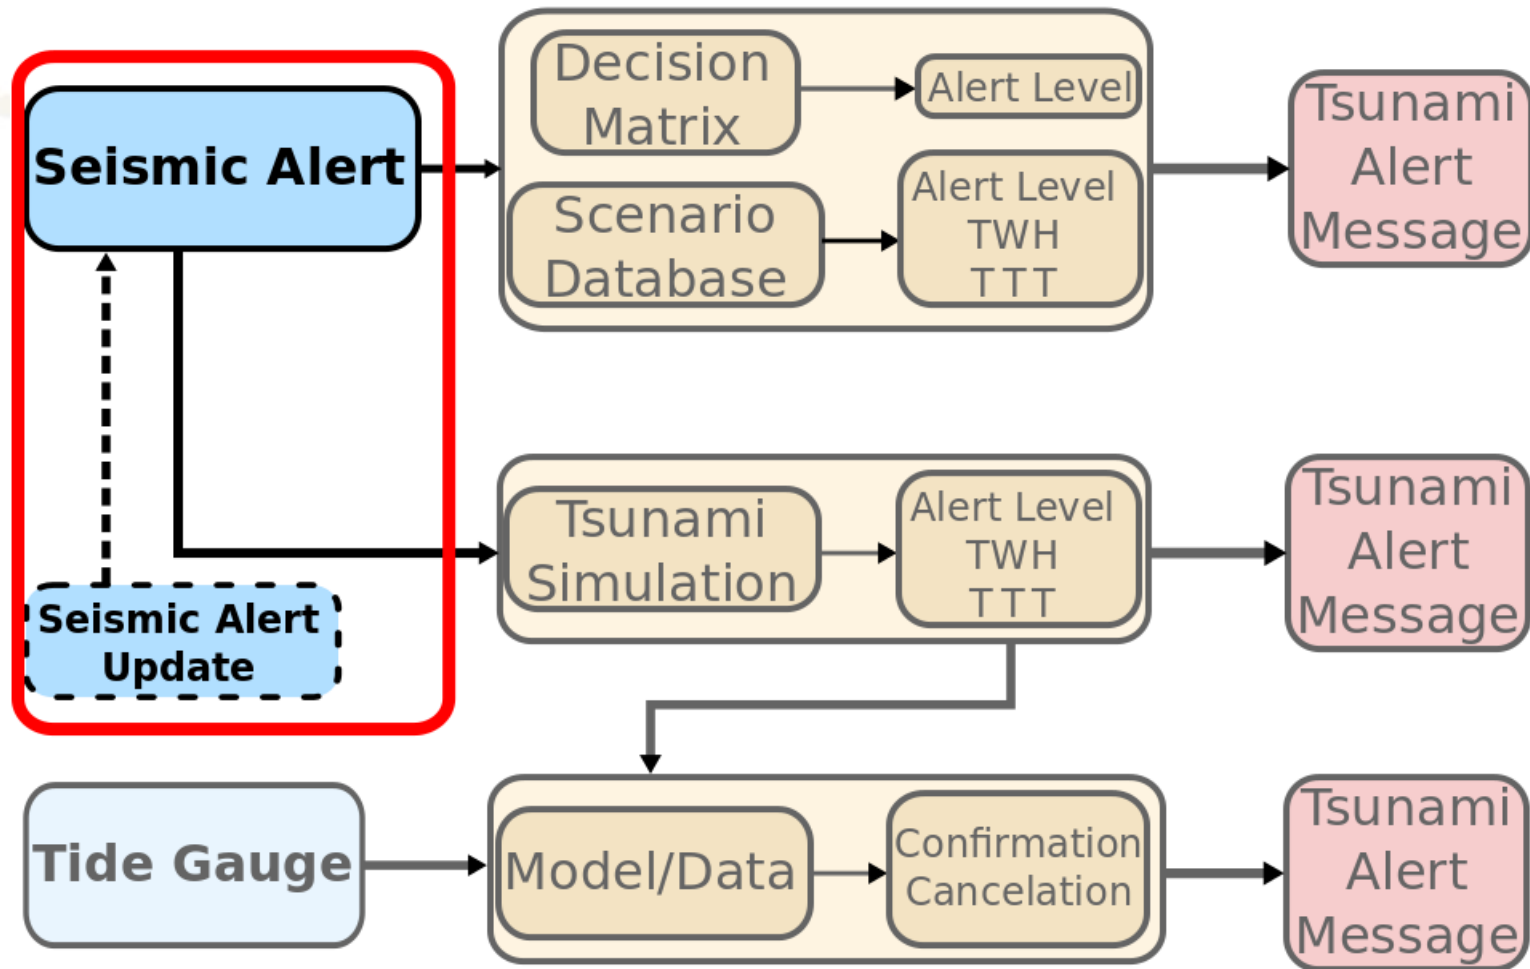 Seismic Alert
Decision
Matrix
Alert Level
Scenario
Database
Alert Level
TWH
TTT
Tsunami
Alert
Message
Seismic Alert
Update
Tsunami
Simulation
Alert Level
TWH
TTT
Tsunami
Alert
Message
Tide Gauge
Model/Data
Confirmation
Cancelation
Tsunami
Alert
Message